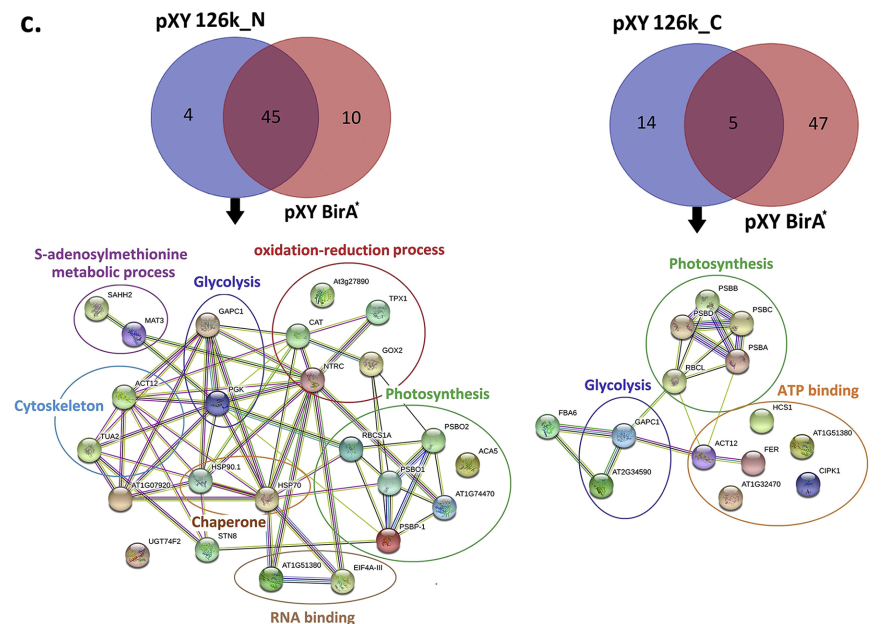 c.
pXY 126k_N
4
45
10
pXY BirA*
S-adenosylmethionine
metabolic process
Glycolysis
oxidation-reduction process
SAHH2
MAT3
GAPC1
At3g27890
TPX1
CAT
GOX2
NTRC
ACT12
PGK
Photosynthesis
Cytoskeleton
TUA2
RBCS1A
PSBO2
ACA5
HSP90.1
PSBO1
AT1G07920
HSP70
AT1G74470
Chaperone
STN8
PSBP-1
UGT74F2
AT1G51380
EIF4A-III
RNA binding
pXY 126k_C
14
5
47
pXY BirA*
Photosynthesis
PSBB
PSBD
PSBC
PSBA
RBCL
Glycolysis
ATP binding
FBA6
GAPC1
HCS1
ACT12
AT1G51380
FER
AT2G34590
CIPK1
AT1G32470